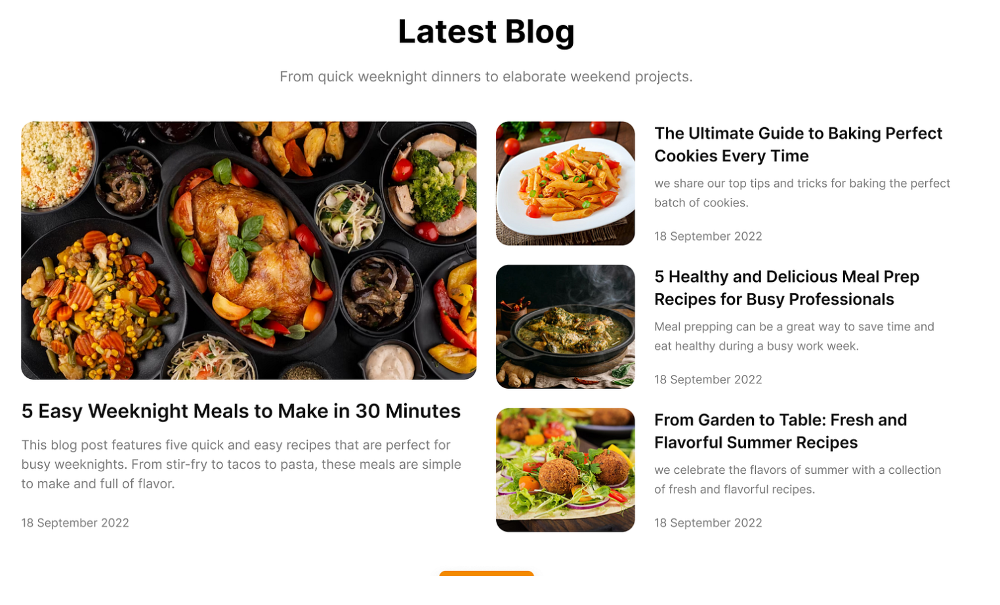 Latest Blog
From quick weeknight dinners to elaborate weekend projects.
5 Easy Weeknight Meals to Make in 30 Minutes
This blog post features five quick and easy recipes that are perfect for
busy weeknights. From stir-fry to tacos to pasta, these meals are simple
to make and full of flavor.
18 September 2022
The Ultimate Guide to Baking Perfect
Cookies Every Time
we share our top tips and tricks for baking the perfect
batch of cookies.
18 September 2022
5 Healthy and Delicious Meal Prep
Recipes for Busy Professionals
Meal prepping can be a great way to save time and
eat healthy during a busy work week.
18 September 2022
From Garden to Table: Fresh and
Flavorful Summer Recipes
we celebrate the flavors of summer with a collection
of fresh and flavorful recipes.
18 September 2022